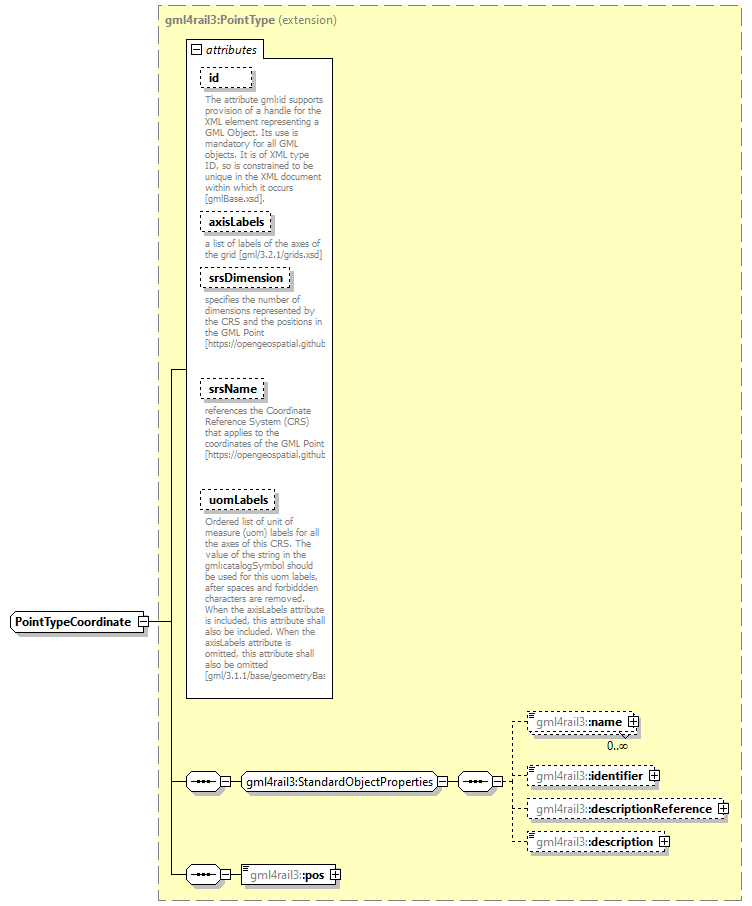 gml4rail3:PointType (extension)
attributes
id
The attribute gml:id supports
provision of a handle for the
XML element representing a
GML Object. Its use is
mandatory for all GML
objects. It is of XML type
ID, so is constrained to be
unique in the XML document
within which it occurs
[gmlBase.xsd].
axisLabels
a list of labels of the axes of
the grid [gml/3.2.1/grids.xsd]
srsDimension
specifies the number of
dimensions represented by
the CRS and the positions in
the GML Point
[https://opengeospatial.github
srsName
references the Coordinate
Reference System (CRS)
that applies to the
coordinates of the GML Point
[https://opengeospatial.github
uomLabels
Ordered list of unit of
measure (uom) labels for all
the axes of this CRS. The
value of the string in the
gml:catalogSymbol should
be used for this uom labels,
after spaces and forbiddden
characters are removed.
When the axisLabels attribute
is included, this attribute shall
also be included. When the
axisLabels attribute is
omitted, this attribute shall
also be omitted
[gml/3.1.1/base/geometryBas
PointTypeCoordinate
gml4rail3::name
0..∞
gml4rail3:StandardObjectProperties
gml4rail3::identifier
gml4rail3::descriptionReference
gml4rail3::description
gml4rail3::pos